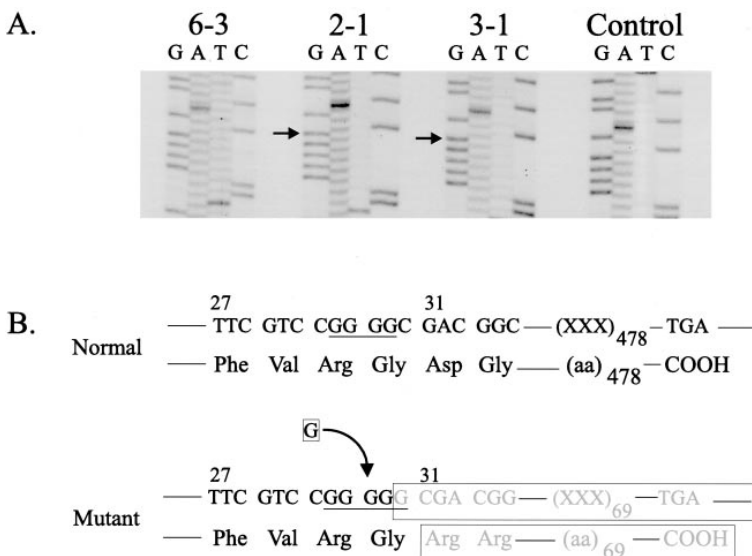 A.
6-3 2-1 3-1 Control
G A T C G A T C G A T C G A T C
B.
27 31
Normal
TTC GTC CGG GGC GAC GGC (XXX)478 TGA
Phe Val Arg Gly Asp Gly (aa)478 COOH
G
27 31
Mutant
TTC GTC CGG GGG CGA CGG (XXX)69 TGA
Phe Val Arg Gly Arg Arg (aa)69 COOH